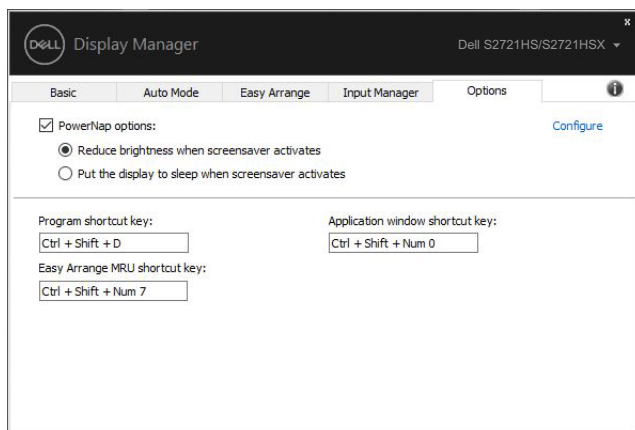 x
DELL Display Manager
Dell S2721HS/S2721HSX
Basic Auto Mode Easy Arrange Input Manager Options
PowerNap options: Configure
Reduce brightness when screensaver activates
Put the display to sleep when screensaver activates
Program shortcut key: Application window shortcut key:
Ctrl + Shift + D Ctrl + Shift + Num 0
Easy Arrange MRU shortcut key:
Ctrl + Shift + Num 7